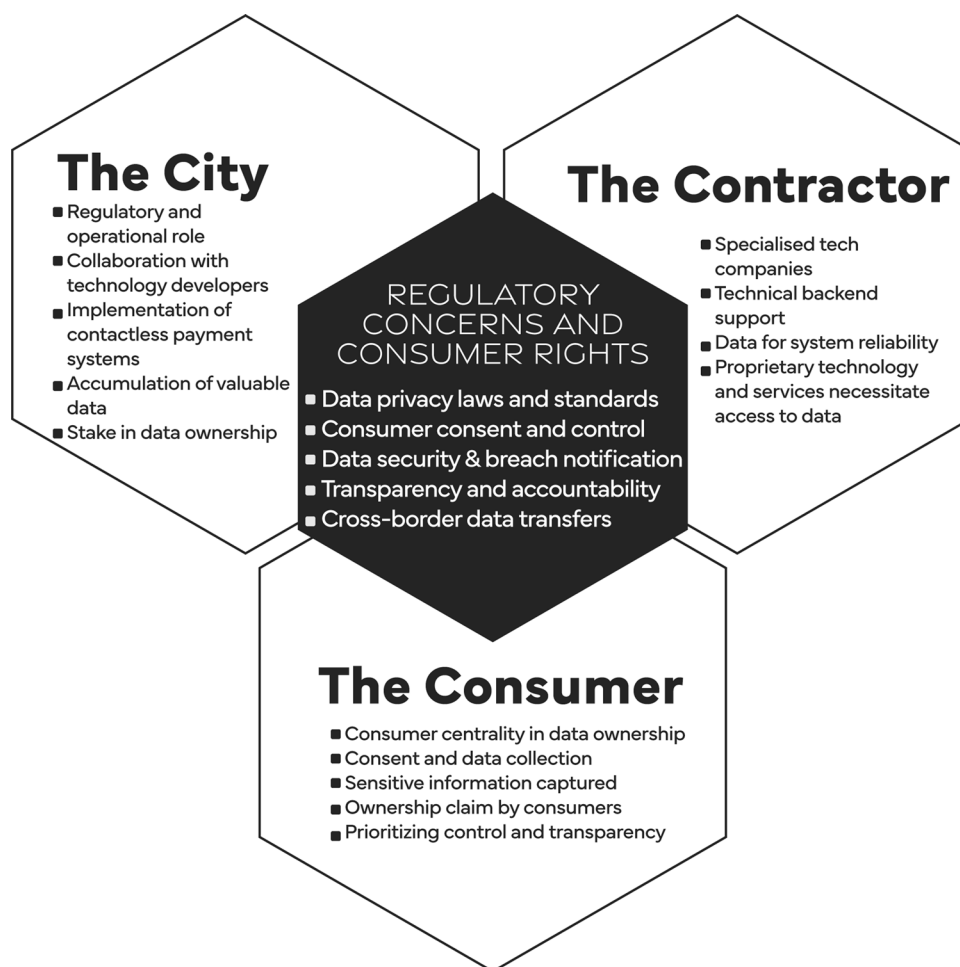 The City
■ Regulatory and
operational role
■ Collaboration with
technology developers
■ Implementation of
contactless payment
systems
■ Accumulation of valuable
data
■ Stake in data ownership
The Contractor
■ Specialised tech
companies
■ Technical backend
support
■ Data for system reliability
■ Proprietary technology
and services necessitate
access to data
REGULATORY
CONCERNS AND
CONSUMER RIGHTS
■ Data privacy laws and standards
■ Consumer consent and control
■ Data security & breach notification
■ Transparency and accountability
■ Cross-border data transfers
The Consumer
■ Consumer centrality in data ownership
■ Consent and data collection
■ Sensitive information captured
■ Ownership claim by consumers
■ Prioritizing control and transparency